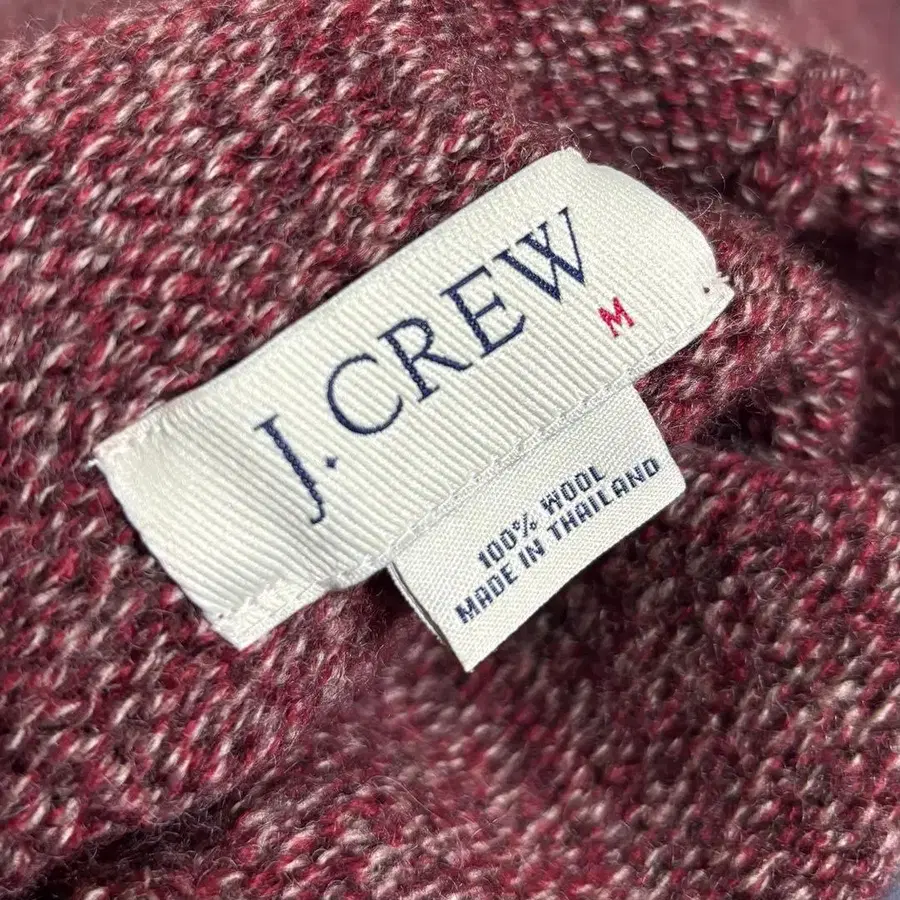 J.CREW
M
100% WOOL
MADE IN THAILAND